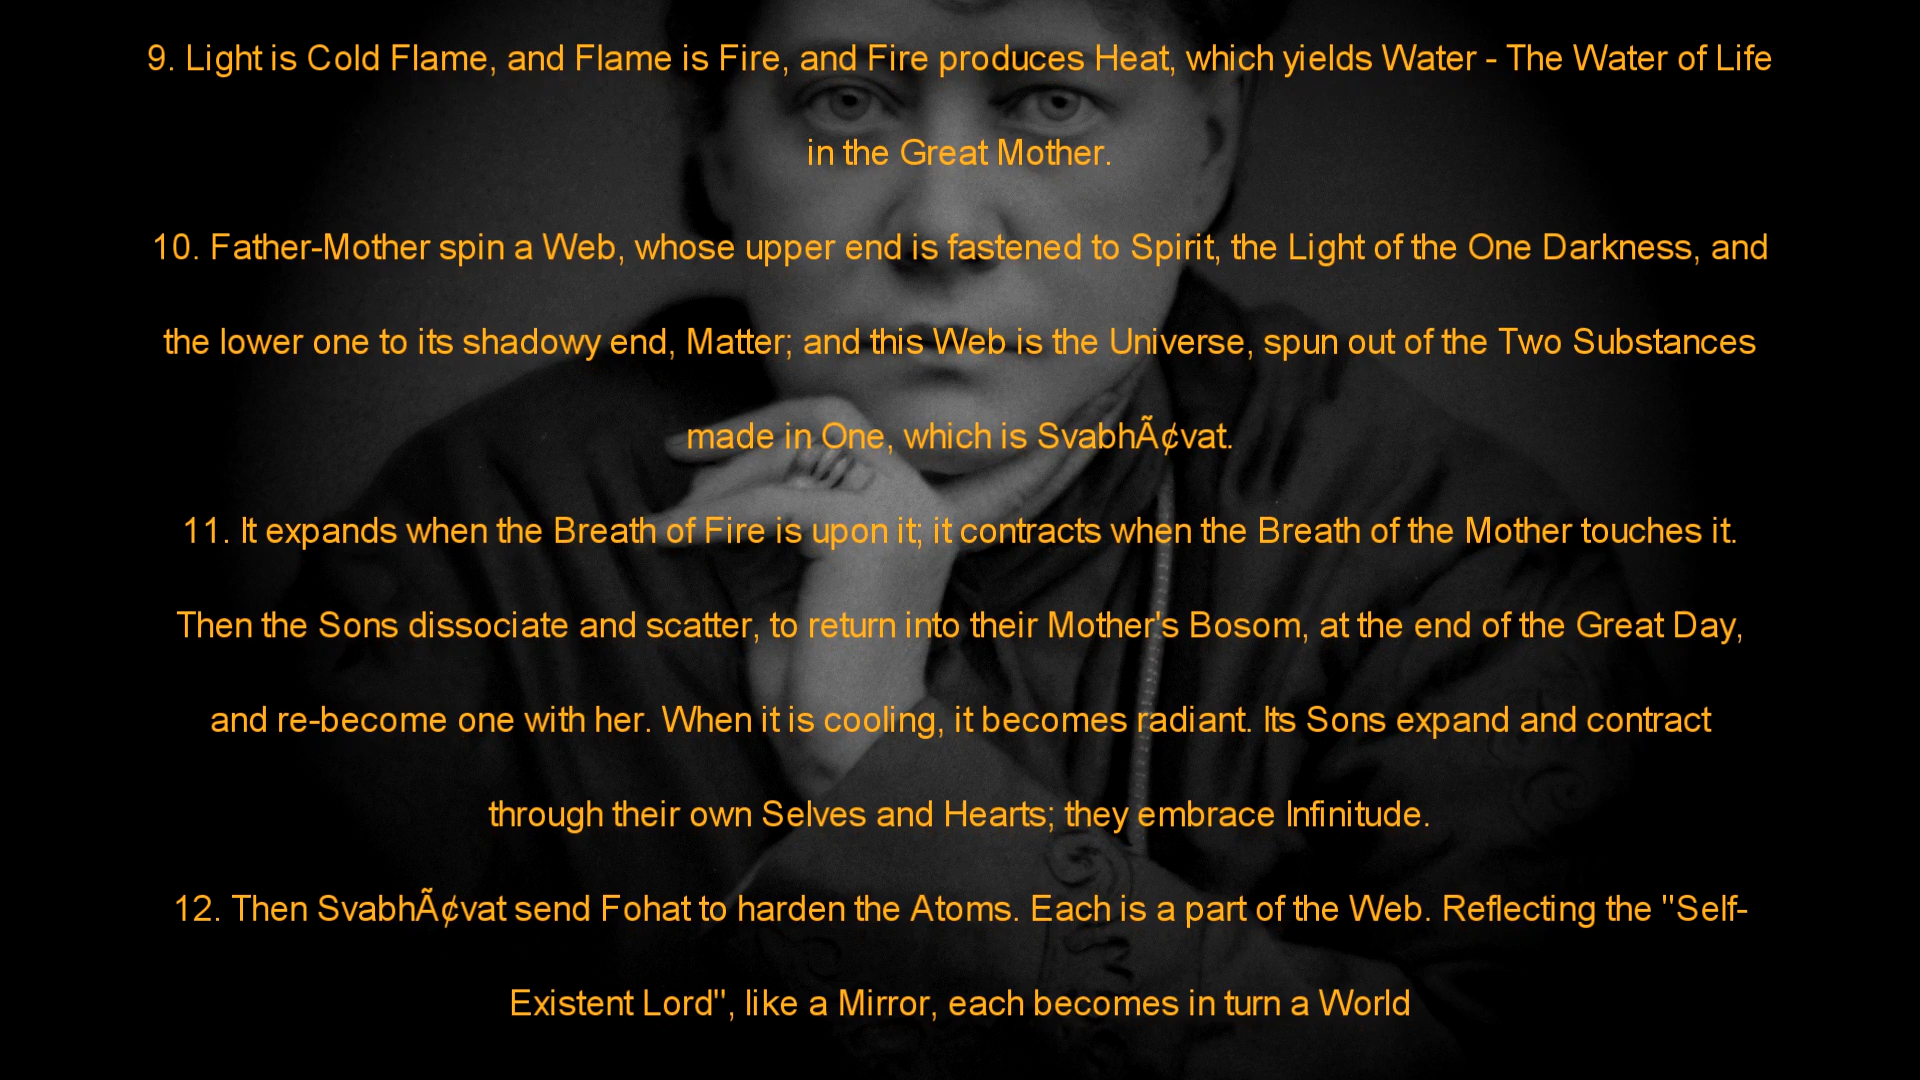 9. Light is Cold Flame, and Flame is Fire, and Fire produces Heat, which yields Water - The Water of Life
in the Great Mother.
10. Father-Mother spin a Web, whose upper end is fastened to Spirit, the Light of the One Darkness, and
the lower one to its shadowy end, Matter; and this Web is the Universe, spun out of the Two Substances
made in One, which is SvabhÃ¢vat.
11. It expands when the Breath of Fire is upon it; it contracts when the Breath of the Mother touches it.
Then the Sons dissociate and scatter, to return into their Mother's Bosom, at the end of the Great Day,
and re-become one with her. When it is cooling, it becomes radiant. Its Sons expand and contract
through their own Selves and Hearts; they embrace Infinitude.
12. Then SvabhÃ¢vat send Fohat to harden the Atoms. Each is a part of the Web. Reflecting the "Self-
Existent Lord", like a Mirror, each becomes in turn a World